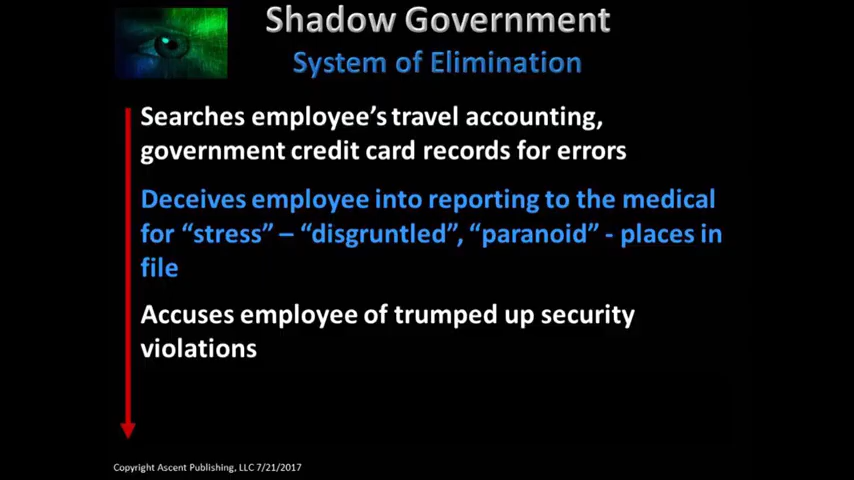 Shadow Government
System of Elimination
Searches employee's travel accounting,
government credit card records for errors
Deceives employee into reporting to the medical
for “stress” – “disgruntled”, “paranoid” - places in
file
Accuses employee of trumped up security
violations
Copyright Ascent Publishing, LLC 7/21/2017